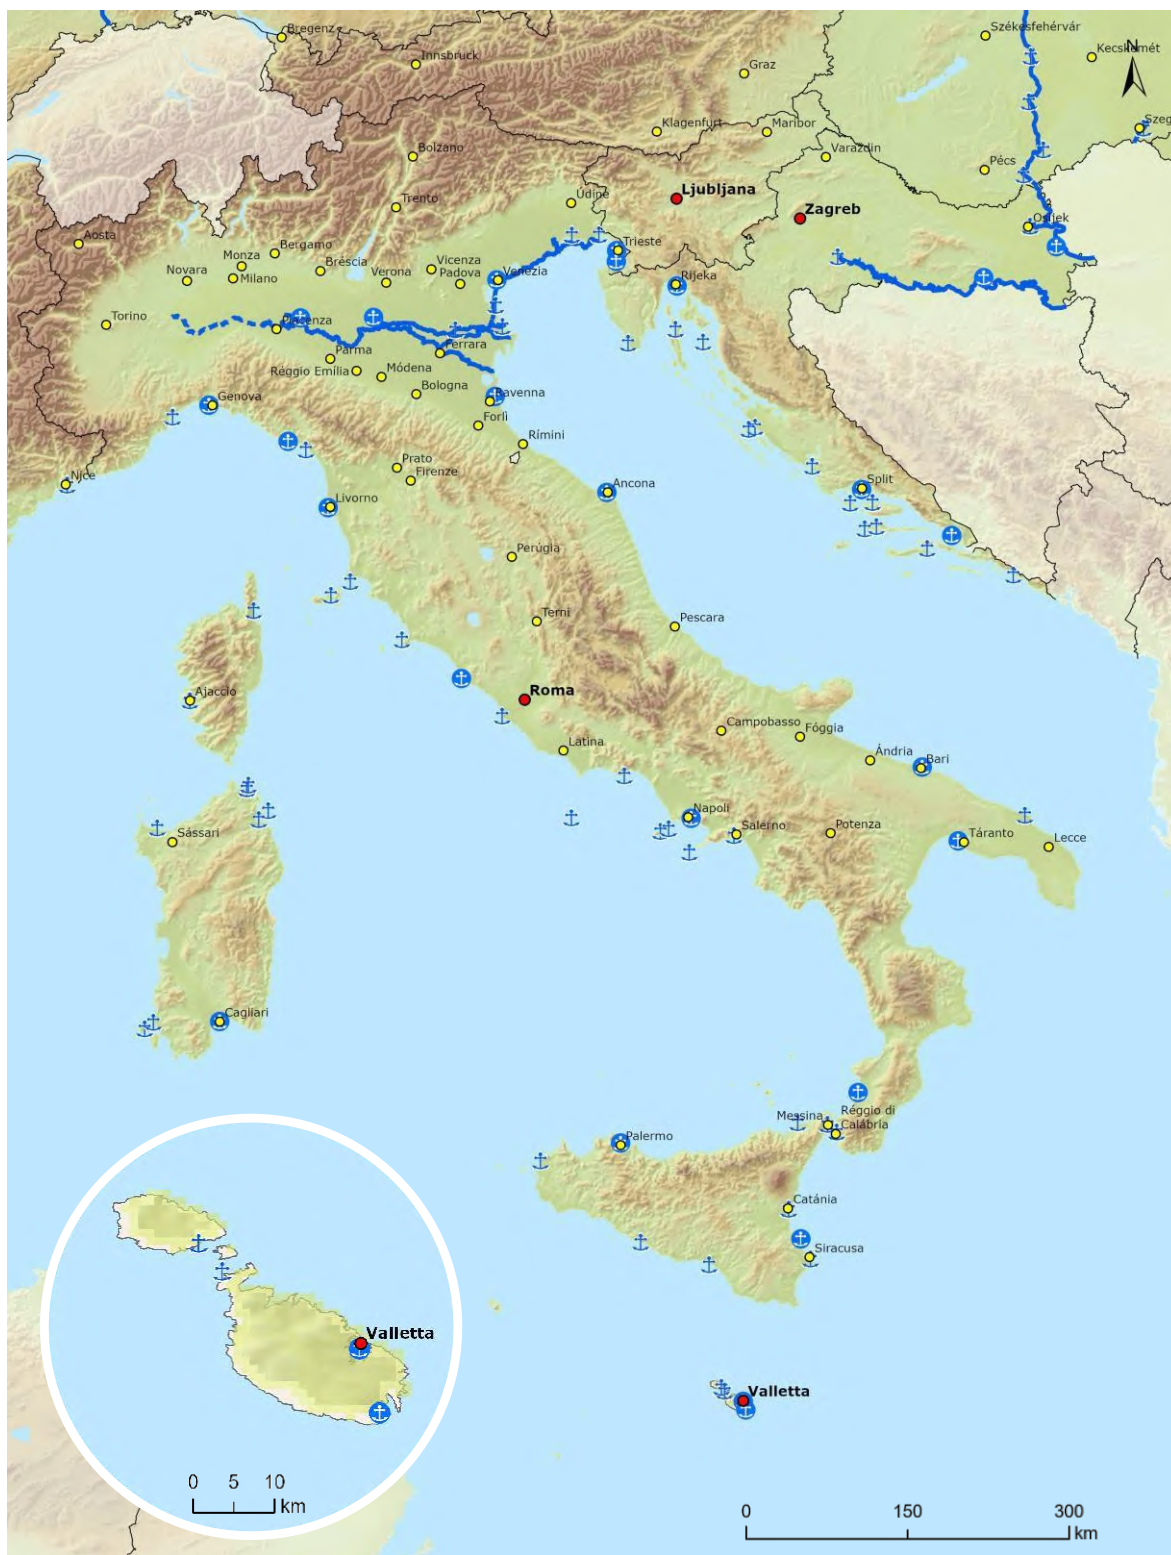 Bregenz
Innsbruck
Székesfehérvár
Kecskemét
N
Graz
Klagenfurt
Maribor
Szeg
Bolzano
Varazdin
Pécs
Trento
Udine
Ljubljana
Zagreb
Osijek
Aosta
Bergamo
Monza
Milano
Novara
Bréscia
Verona
Vicenza
Padova
Venezia
Trieste
Rijeka
Torino
Piacenza
Parma
Ferrara
Réggio Emília
Módena
Bologna
Ravenna
Genova
Forlì
Rímini
Prato
Firenze
Nice
Livorno
Ancona
Split
Perúgia
Terni
Pescara
Ajaccio
Roma
Latina
Campobasso
Fóggia
Ándria
Bari
Napoli
Salerno
Potenza
Táranto
Lecce
Sássari
Cagliari
Messina
Réggio di
Calábria
Palermo
Catánia
Siracusa
Valletta
Valletta
0 5 10
km
0 150 300
km